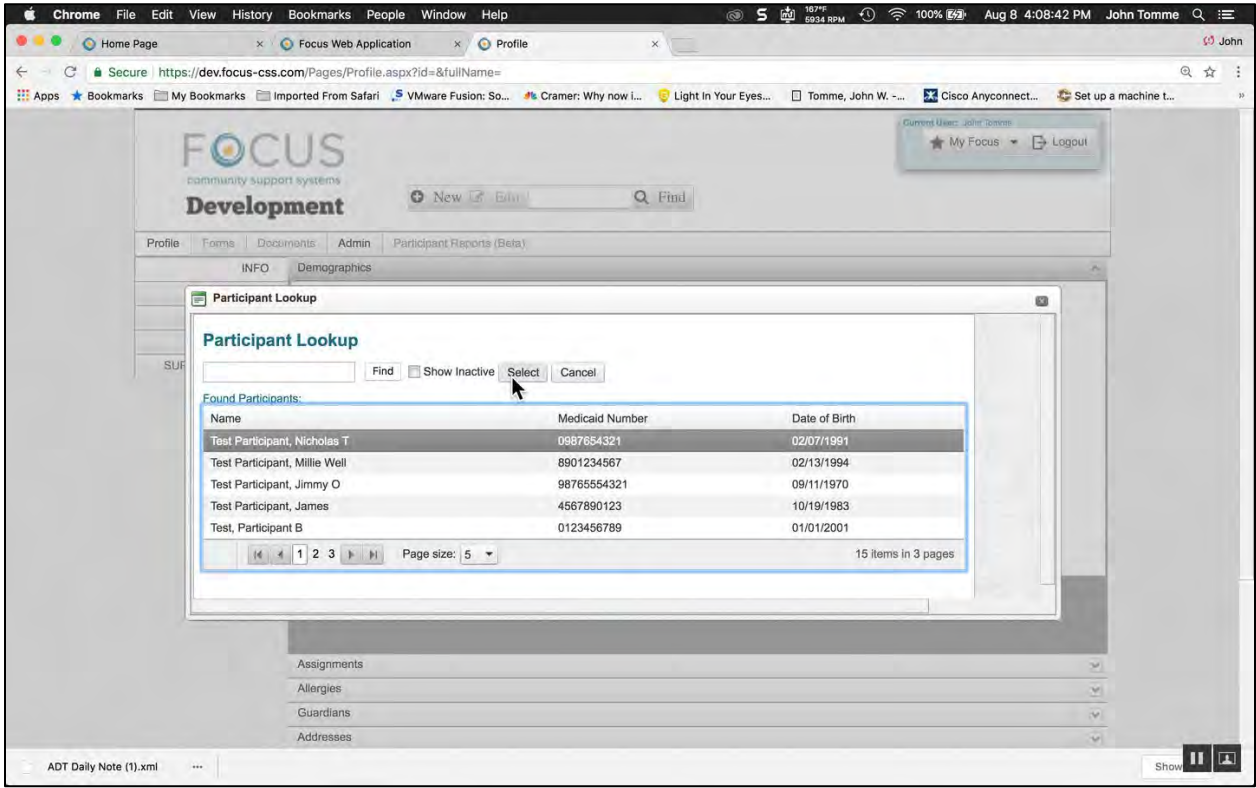 Chrome File Edit View History Bookmarks People Window Help 167°F 5934 RPM 100% Aug 8 4:08:42 PM John Tomme
Home Page × Focus Web Application × Profile × John
Secure https://dev.focus-css.com/Pages/Profile.aspx?id=&fullName=
Apps Bookmarks My Bookmarks Imported From Safari VMware Fusion: So... Cramer: Why now i... Light In Your Eyes... Tomme, John W. -... Cisco Anyconnect... Set up a machine t... »
Current User: John Tomme
FOCUS My Focus Logout
community support systems
Development New Edit Find
Profile Forms Documents Admin Participant Reports (Beta)
INFO Demographics
Participant Lookup
Participant Lookup
Find Show Inactive Select Cancel
Found Participants:
Name Medicaid Number Date of Birth
Test Participant, Nicholas T 0987654321 02/07/1991
Test Participant, Millie Well 8901234567 02/13/1994
Test Participant, Jimmy O 98765554321 09/11/1970
Test Participant, James 4567890123 10/19/1983
Test, Participant B 0123456789 01/01/2001
1 2 3 Page size: 5 15 items in 3 pages
Assignments
Allergies
Guardians
Addresses
ADT Daily Note (1).xml ... Show